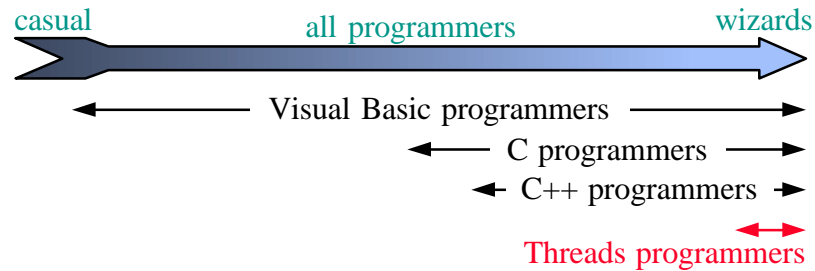 casual all programmers wizards
Visual Basic programmers
C programmers
C++ programmers
Threads programmers